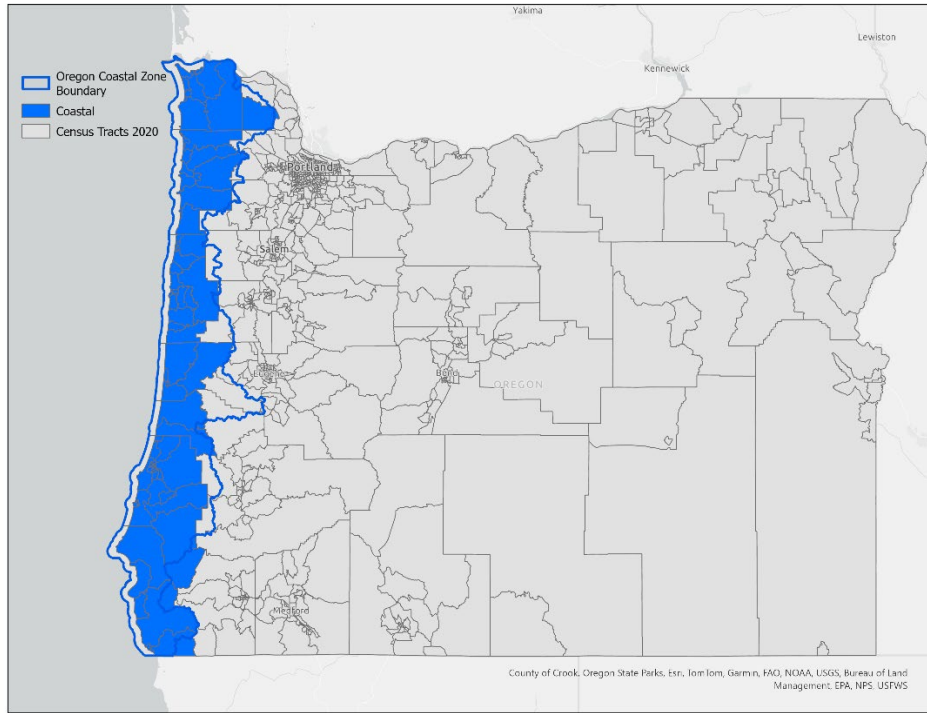 Yakima
Lewiston
Kennewick
Oregon Coastal Zone
Boundary
Coastal
Census Tracts 2020
Portland
Salem
Eugene
Bend
OREGON
Medford
County of Crook, Oregon State Parks, Esri, TomTom, Garmin, FAO, NOAA, USGS, Bureau of Land
Management, EPA, NPS, USFWS